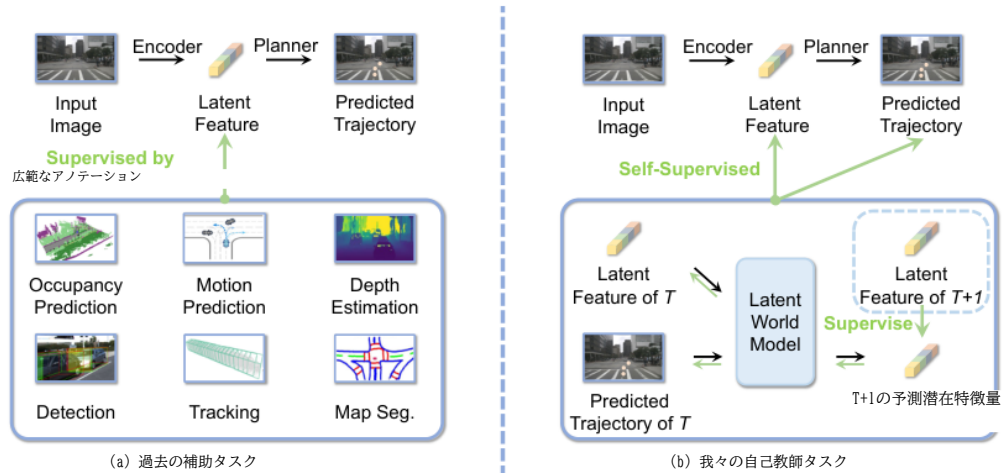 Encoder
Planner
Input
Image
Latent
Feature
Predicted
Trajectory
Supervised by
広範なアノテーション
Occupancy
Prediction
Motion
Prediction
Depth
Estimation
Detection
Tracking
Map Seg.
(a) 過去の補助タスク
Encoder
Planner
Input
Image
Latent
Feature
Predicted
Trajectory
Self-Supervised
Latent
Feature of T
Latent
World
Model
Latent
Feature of T+1
Supervise
Predicted
Trajectory of T
T+1の予測潜在特徴量
(b) 我々の自己教師タスク